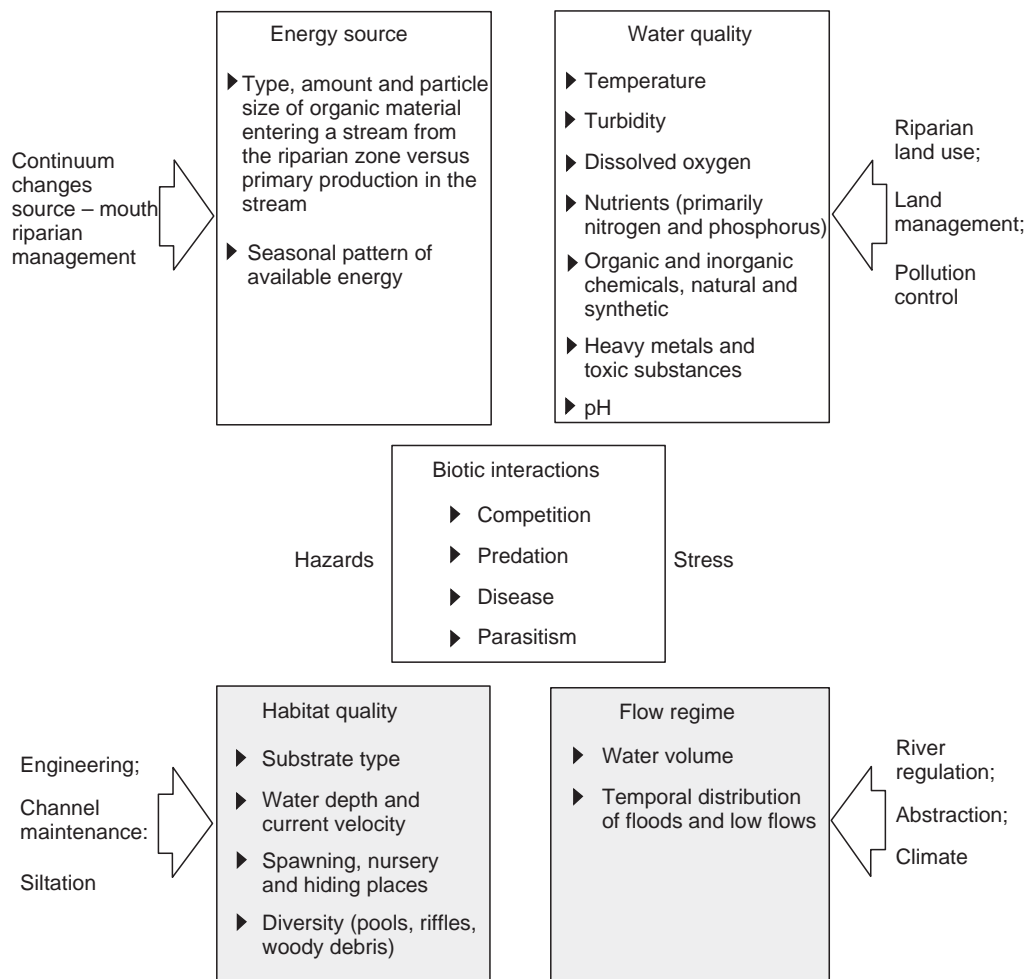 Energy source
Type, amount and particle
size of organic material
entering a stream from
the riparian zone versus
primary production in the
stream
Seasonal pattern of
available energy
Continuum
changes
source – mouth
riparian
management
Water quality
Temperature
Turbidity
Dissolved oxygen
Nutrients (primarily
nitrogen and phosphorus)
Organic and inorganic
chemicals, natural and
synthetic
Heavy metals and
toxic substances
pH
Riparian
land use;
Land
management;
Pollution
control
Biotic interactions
Competition
Predation
Disease
Parasitism
Hazards
Stress
Habitat quality
Substrate type
Water depth and
current velocity
Spawning, nursery
and hiding places
Diversity (pools, riffles,
woody debris)
Engineering;
Channel
maintenance:
Siltation
Flow regime
Water volume
Temporal distribution
of floods and low flows
River
regulation;
Abstraction;
Climate